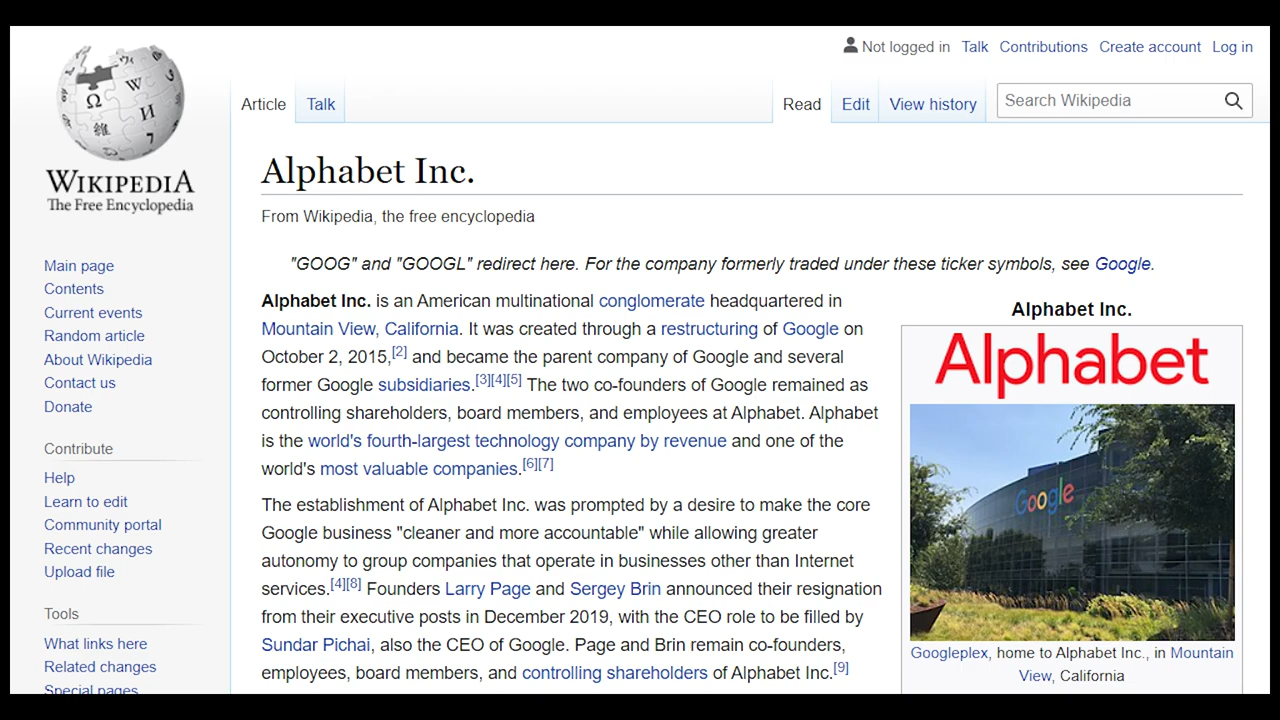 Not logged in Talk Contributions Create account Log in
Article Talk Read Edit View history Search Wikipedia
WIKIPEDIA
The Free Encyclopedia
Main page
Contents
Current events
Random article
About Wikipedia
Contact us
Donate
Contribute
Help
Learn to edit
Community portal
Recent changes
Upload file
Tools
What links here
Related changes
Special pages
Alphabet Inc.
From Wikipedia, the free encyclopedia
"GOOG" and "GOOGL" redirect here. For the company formerly traded under these ticker symbols, see Google.
Alphabet Inc. is an American multinational conglomerate headquartered in
Mountain View, California. It was created through a restructuring of Google on
October 2, 2015,[2] and became the parent company of Google and several
former Google subsidiaries.[3][4][5] The two co-founders of Google remained as
controlling shareholders, board members, and employees at Alphabet. Alphabet
is the world's fourth-largest technology company by revenue and one of the
world's most valuable companies.[6][7]
The establishment of Alphabet Inc. was prompted by a desire to make the core
Google business "cleaner and more accountable" while allowing greater
autonomy to group companies that operate in businesses other than Internet
services.[4][8] Founders Larry Page and Sergey Brin announced their resignation
from their executive posts in December 2019, with the CEO role to be filled by
Sundar Pichai, also the CEO of Google. Page and Brin remain co-founders,
employees, board members, and controlling shareholders of Alphabet Inc.[9]
Alphabet Inc.
Alphabet
Google
Googleplex, home to Alphabet Inc., in Mountain
View, California